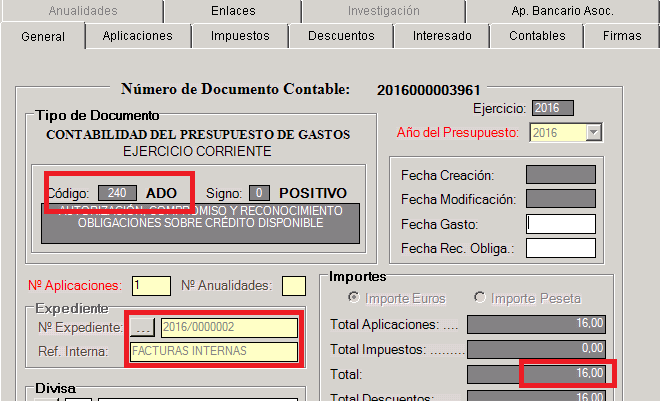 Anualidades Enlaces Investigación Ap. Bancario Asoc.
General Aplicaciones Impuestos Descuentos Interesado Contables Firmas
Número de Documento Contable: 2016000003961
Ejercicio: 2016
Tipo de Documento
CONTABILIDAD DEL PRESUPUESTO DE GASTOS
EJERCICIO CORRIENTE
Año del Presupuesto: 2016
Código: 240 ADO Signo: 0 POSITIVO
AUTORIZACIÓN, COMPROMISO Y RECONOCIMIENTO
OBLIGACIONES SOBRE CRÉDITO DISPONIBLE
Fecha Creación:
Fecha Modificación:
Fecha Gasto:
Fecha Rec. Obliga.:
Nº Aplicaciones: 1 Nº Anualidades:
Expediente
Nº Expediente: ... 2016/0000002
Ref. Interna: FACTURAS INTERNAS
Divisa
Importes
Importe Euros Importe Peseta
Total Aplicaciones: .... 16,00
Total Impuestos: ......... 0,00
Total: 16,00
Total Descuentos: 16,00